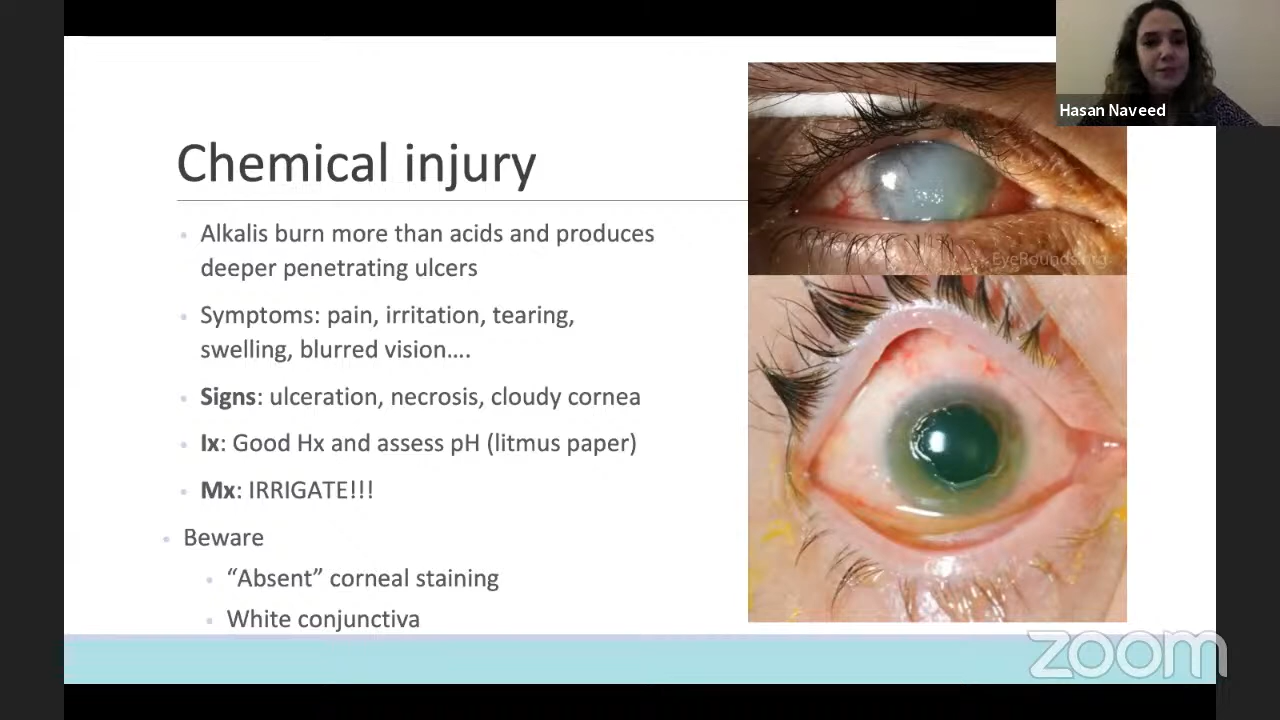 Hasan Naveed
Chemical injury
Alkalis burn more than acids and produces
deeper penetrating ulcers
Symptoms: pain, irritation, tearing,
swelling, blurred vision….
Signs: ulceration, necrosis, cloudy cornea
Ix: Good Hx and assess pH (litmus paper)
Mx: IRRIGATE!!!
Beware
“Absent” corneal staining
White conjunctiva
EyeRounds.org
zoom